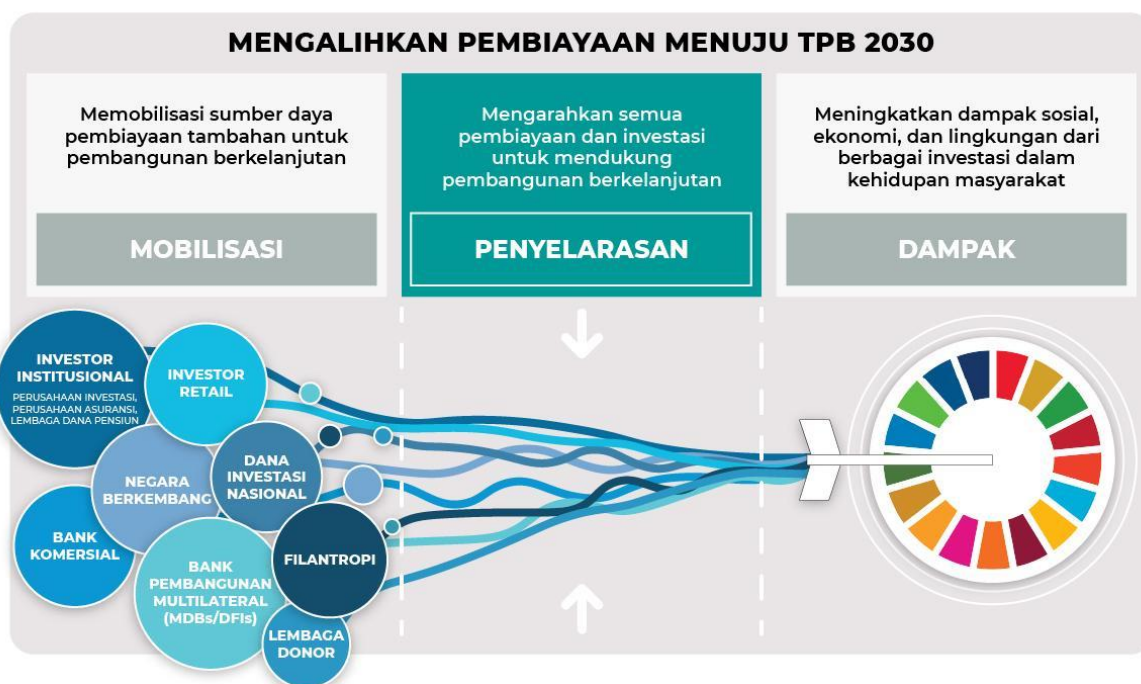 MENGALIHKAN PEMBIAYAAN MENUJU TPB 2030
Memobilisasi sumber daya
pembiayaan tambahan untuk
pembangunan berkelanjutan
MOBILISASI
Mengarahkan semua
pembiayaan dan investasi
untuk mendukung
pembangunan berkelanjutan
PENYELARASAN
Meningkatkan dampak sosial,
ekonomi, dan lingkungan dari
berbagai investasi dalam
kehidupan masyarakat
DAMPAK
INVESTOR
INSTITUSIONAL
PERUSAHAAN INVESTASI,
PERUSAHAAN ASURANSI,
LEMBAGA DANA PENSIUN
INVESTOR
RETAIL
NEGARA
BERKEMBANG
DANA
INVESTASI
NASIONAL
BANK
KOMERSIAL
BANK
PEMBANGUNAN
MULTILATERAL
(MDBs/DFIs)
FILANTROPI
LEMBAGA
DONOR